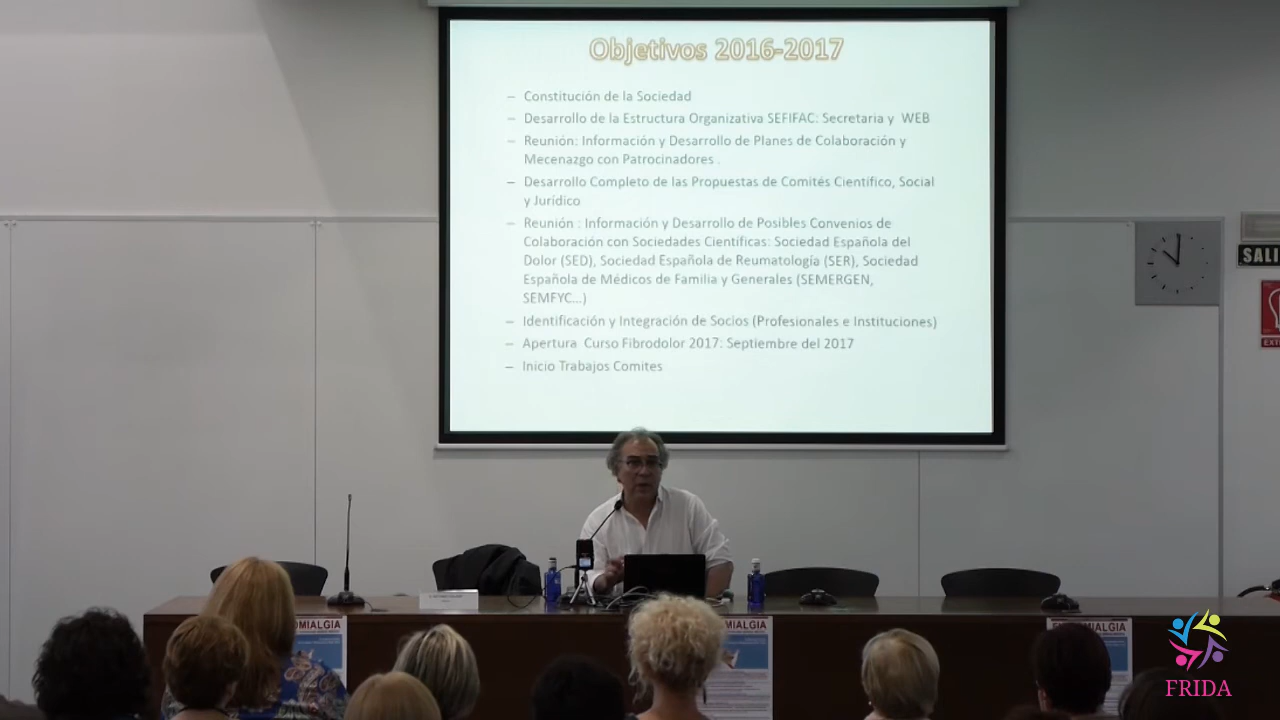 Objetivos 2016-2017
– Constitución de la Sociedad
– Desarrollo de la Estructura Organizativa SEFIFAC: Secretaria y WEB
– Reunión: Información y Desarrollo de Planes de Colaboración y
Mecenazgo con Patrocinadores .
– Desarrollo Completo de las Propuestas de Comités Científico, Social
y Jurídico
– Reunión : Información y Desarrollo de Posibles Convenios de
Colaboración con Sociedades Científicas: Sociedad Española del
Dolor (SED), Sociedad Española de Reumatología (SER), Sociedad
Española de Médicos de Familia y Generales (SEMERGEN,
SEMFYC...)
– Identificación y Integración de Socios (Profesionales e Instituciones)
– Apertura Curso Fibrodolor 2017: Septiembre del 2017
– Inicio Trabajos Comites
SALI
EXT
OMIALGIA
MIALGIA
MIALGIA
FRIDA